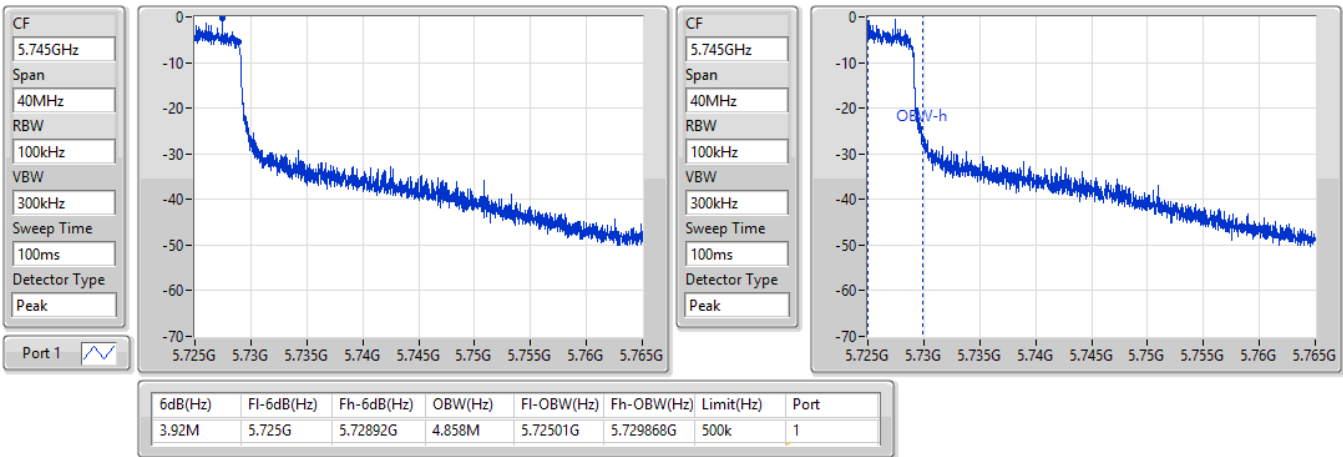 CF
5.745GHz
Span
40MHz
RBW
100kHz
VBW
300kHz
Sweep Time
100ms
Detector Type
Peak
Port 1
0
-10
-20
-30
-40
-50
-60
-70
5.725G 5.73G 5.735G 5.74G 5.745G 5.75G 5.755G 5.76G 5.765G
CF
5.745GHz
Span
40MHz
RBW
100kHz
VBW
300kHz
Sweep Time
100ms
Detector Type
Peak
0
-10
-20
-30
-40
-50
-60
-70
OBW-h
5.725G 5.73G 5.735G 5.74G 5.745G 5.75G 5.755G 5.76G 5.765G
6dB(Hz) Fl-6dB(Hz) Fh-6dB(Hz) OBW(Hz) Fl-OBW(Hz) Fh-OBW(Hz) Limit(Hz) Port
3.92M 5.725G 5.72892G 4.858M 5.72501G 5.729868G 500k 1